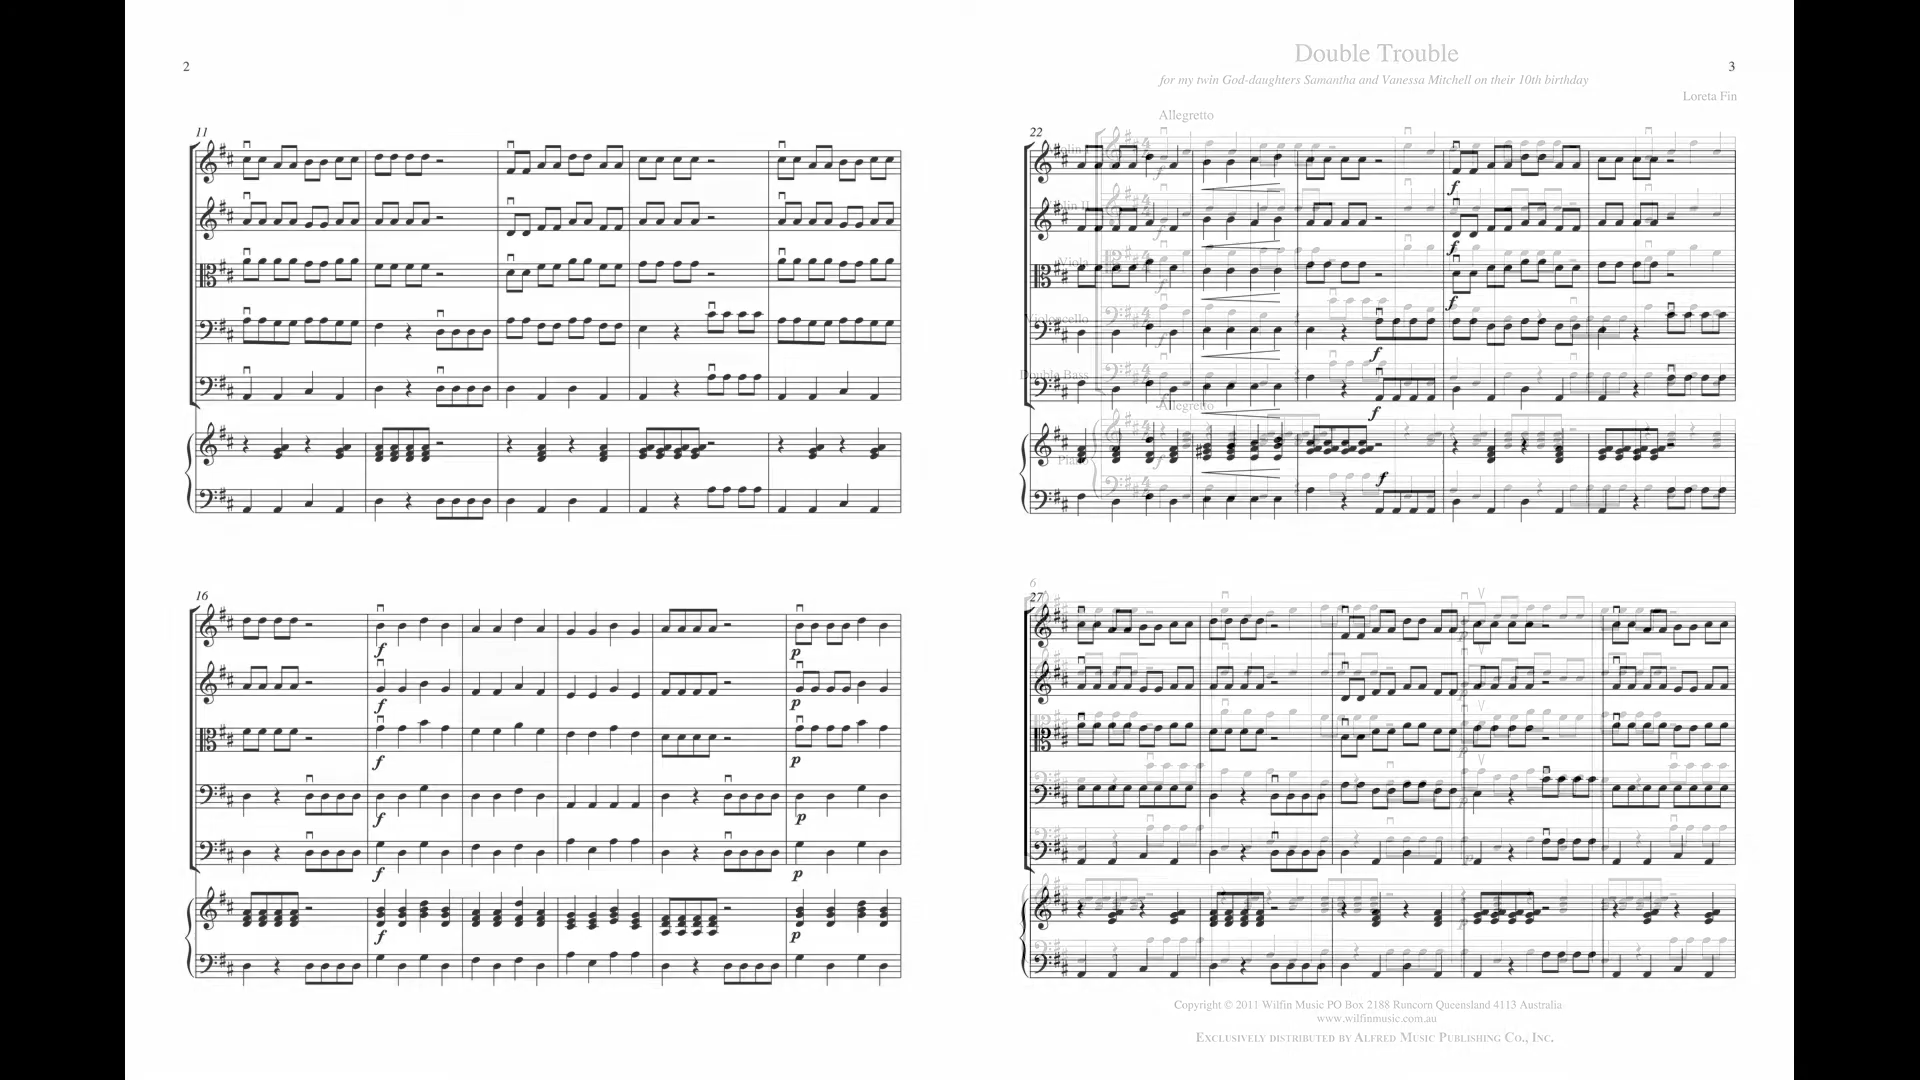 2
11
f
f
f
f
f
f
p
p
p
p
p
p
16
Double Trouble
3
for my twin God-daughters Samantha and Vanessa Mitchell on their 10th birthday
Loreta Fin
Allegretto
22
Violin II
Viola
Violoncello
Double Bass
Allegretto
Piano
f
f
f
f
f
f
6
27
Copyright © 2011 Wilfin Music PO Box 2188 Runcorn Queensland 4113 Australia
www.wilfinmusic.com.au
EXCLUSIVELY DISTRIBUTED BY ALFRED MUSIC PUBLISHING CO., INC.